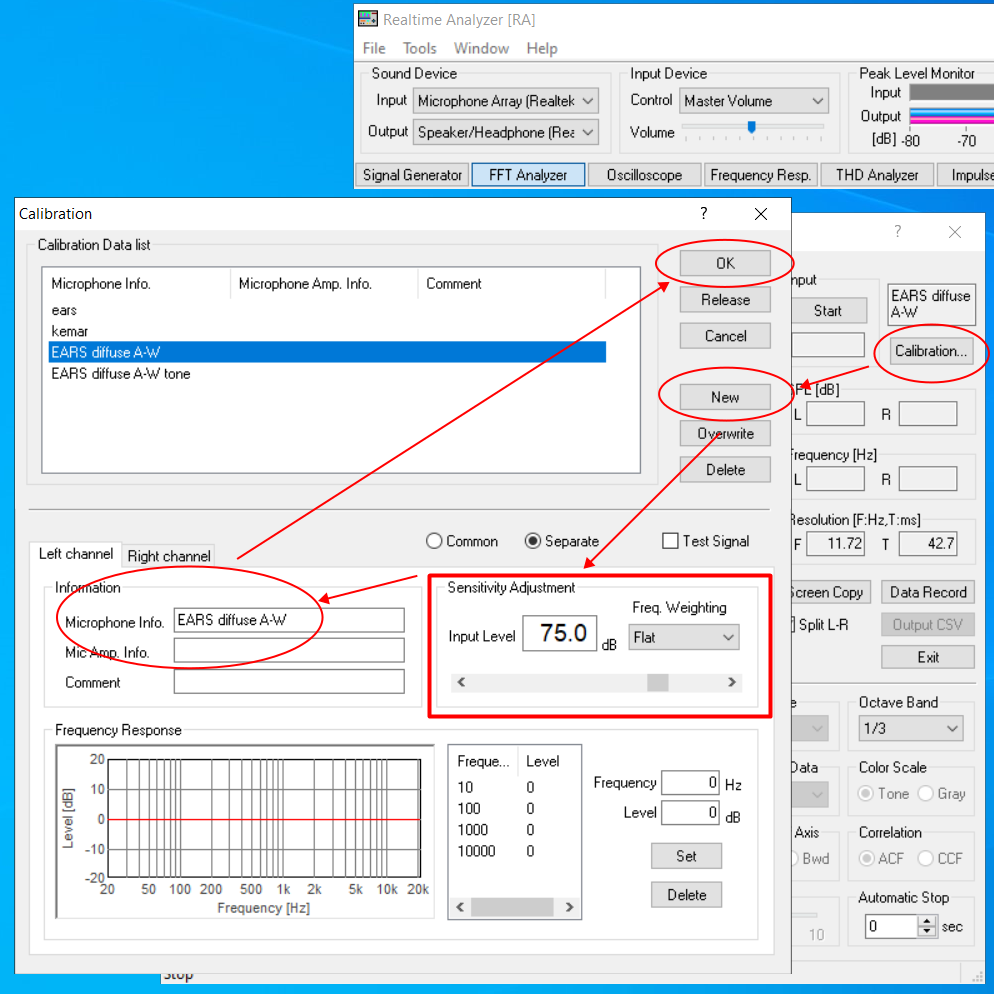 Realtime Analyzer [RA]
File Tools Window Help
Sound Device
Input Microphone Array (Realtek
Output Speaker/Headphone (Rea
Input Device
Control Master Volume
Volume
Peak Level Monitor
Input
Output
[dB] -80 -70
Signal Generator FFT Analyzer Oscilloscope Frequency Resp. THD Analyzer Impulse
Calibration ? ×
Calibration Data list
Microphone Info. Microphone Amp. Info. Comment
ears
kemar
EARS diffuse A-W
EARS diffuse A-W tone
OK
Release
Cancel
New
Overwrite
Delete
Common Separate Test Signal
Left channel Right channel
Information
Microphone Info. EARS diffuse A-W
Mic Amp. Info.
Comment
Sensitivity Adjustment
Freq. Weighting
Input Level 75.0 dB Flat
Frequency Response
20
10
0
-10
-20
Level [dB]
20 50 100 200 500 1k 2k 5k 10k 20k
Frequency [Hz]
Freque... Level
10 0
100 0
1000 0
10000 0
Frequency 0 Hz
Level 0 dB
Set
Delete
? ×
nput
Start
EARS diffuse
A-W
Calibration...
SPL [dB]
L R
Frequency [Hz]
L R
Resolution [F:Hz,T:ms]
F 11.72 T 42.7
Screen Copy Data Record
Split L-R Output CSV
Exit
e
Octave Band
1/3
Data
Color Scale
Tone Gray
Axis
Bwd
Correlation
ACF CCF
Automatic Stop
10
0 sec
Stop